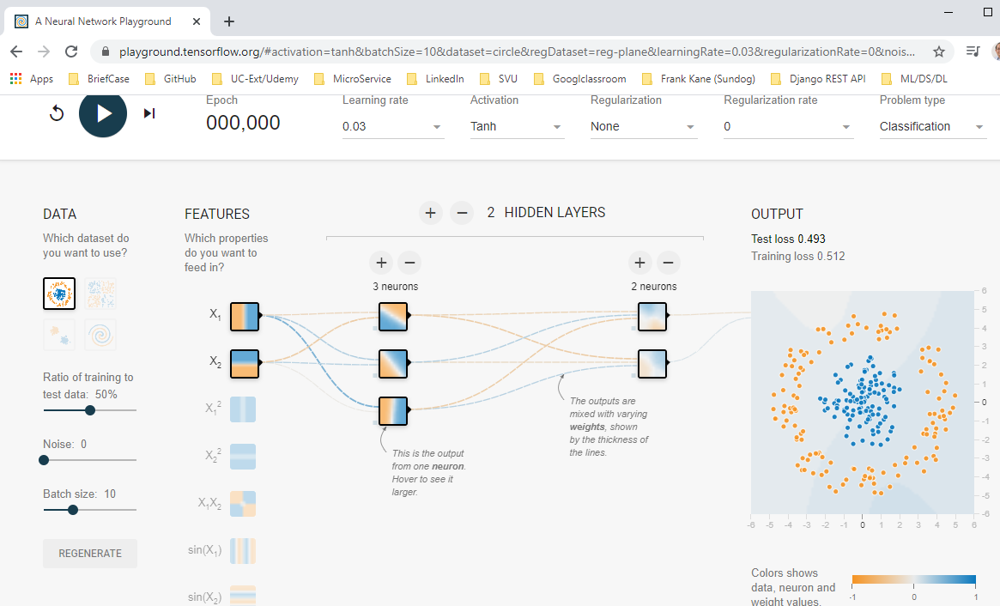 A Neural Network Playground
playground.tensorflow.org/#activation=tanh&batchSize=10&dataset=circle&regDataset=reg-plane&learningRate=0.03&regularizationRate=0&nois...
Apps BriefCase GitHub UC-Ext/Udemy MicroService LinkedIn SVU Googlclassroom Frank Kane (Sundog) Django REST API ML/DS/DL
Epoch Learning rate Activation Regularization Regularization rate Problem type
000,000 0.03 Tanh None 0 Classification
DATA
Which dataset do
you want to use?
Ratio of training to
test data: 50%
Noise: 0
Batch size: 10
REGENERATE
FEATURES
Which properties
do you want to
feed in?
X1
X2
X1²
X2²
X1X2
sin(X1)
sin(X2)
+ − 2 HIDDEN LAYERS
+ −
3 neurons
This is the output
from one neuron.
Hover to see it
larger.
+ −
2 neurons
The outputs are
mixed with varying
weights, shown
by the thickness of
the lines.
OUTPUT
Test loss 0.493
Training loss 0.512
6
5
4
3
2
1
0
-1
-2
-3
-4
-5
-6
-6 -5 -4 -3 -2 -1 0 1 2 3 4 5 6
Colors shows
data, neuron and
weight values.
-1 0 1